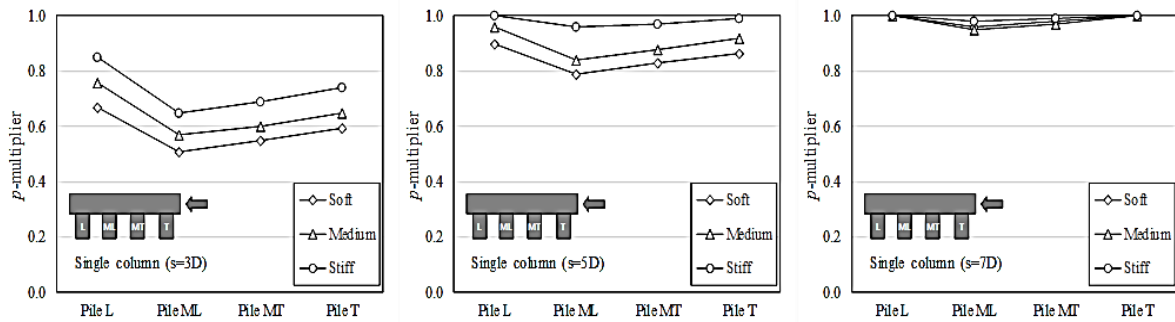 1.0
0.8
0.6
0.4
0.2
0.0
p-multiplier
L ML MT T
Single column (s=3D)
Soft
Medium
Stiff
Pile L Pile ML Pile MT Pile T
1.0
0.8
0.6
0.4
0.2
0.0
p-multiplier
L ML MT T
Single column (s=5D)
Soft
Medium
Stiff
Pile L Pile ML Pile MT Pile T
1.0
0.8
0.6
0.4
0.2
0.0
p-multiplier
L ML MT T
Single column (s=7D)
Soft
Medium
Stiff
Pile L Pile ML Pile MT Pile T